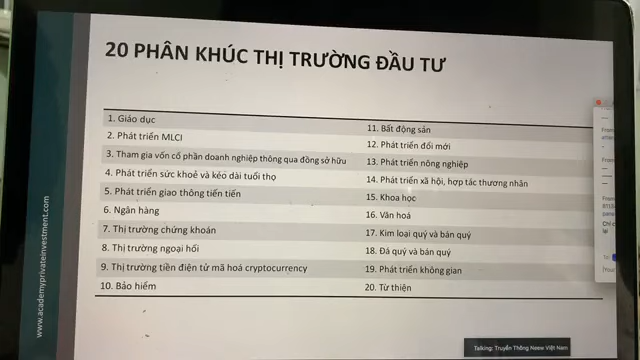 20 PHÂN KHÚC THỊ TRƯỜNG ĐẦU TƯ
1. Giáo dục
2. Phát triển MLCI
3. Tham gia vốn cổ phần doanh nghiệp thông qua đồng sở hữu
4. Phát triển sức khoẻ và kéo dài tuổi thọ
5. Phát triển giao thông tiến tiến
6. Ngân hàng
7. Thị trường chứng khoán
8. Thị trường ngoại hối
9. Thị trường tiền điện tử mã hoá cryptocurrency
10. Bảo hiểm
11. Bất động sản
12. Phát triển đổi mới
13. Phát triển nông nghiệp
14. Phát triển xã hội, hợp tác thương nhân
15. Khoa học
16. Văn hoá
17. Kim loại quý và bán quý
18. Đá quý và bán quý
19. Phát triển không gian
20. Từ thiện
www.academyprivateinvestment.com
Talking: Truyền Thông Neww Việt Nam